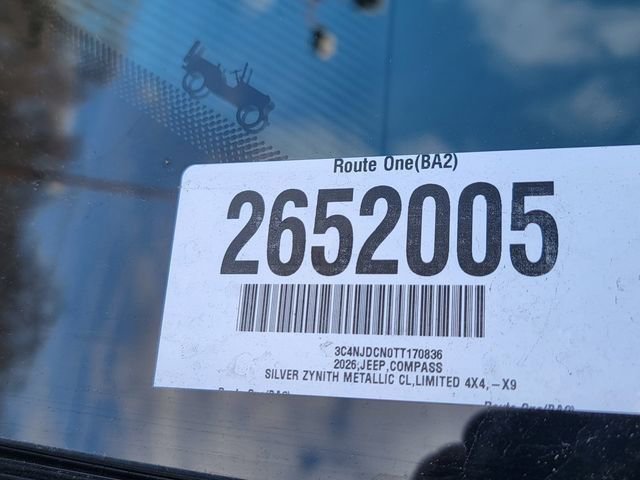 Route One(BA2)
2652005
3C4NJDCN0TT170836
2026,JEEP,COMPASS
SILVER ZYNITH METALLIC CL,LIMITED 4X4,-X9